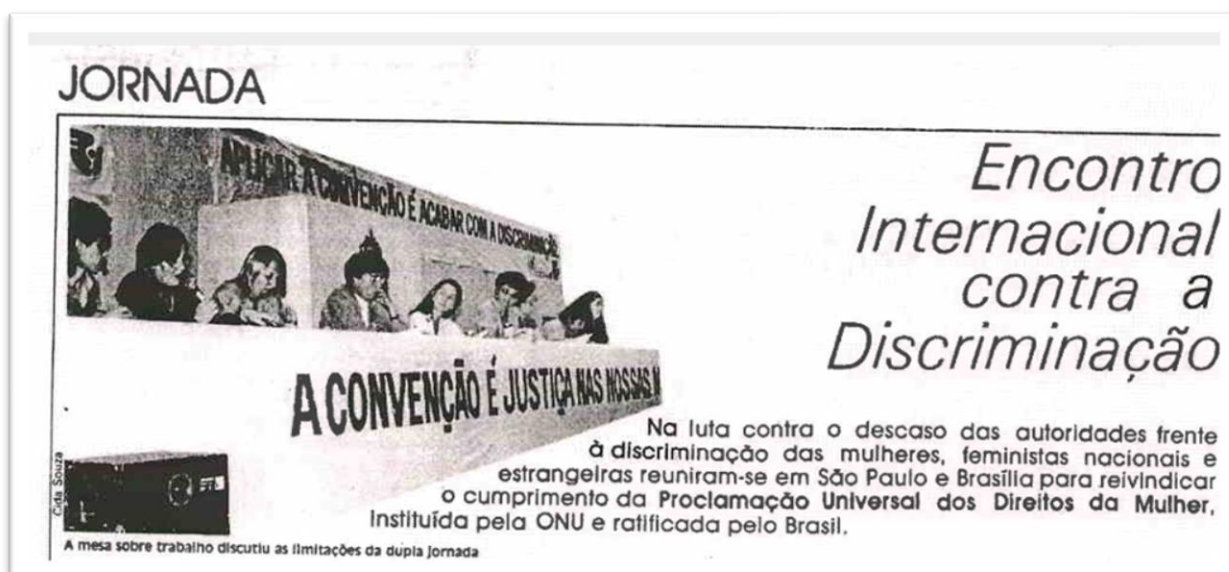 JORNADA
APLICAR A CONVENÇÃO É ACABAR COM A DISCRIMINAÇÃO
A CONVENÇÃO É JUSTIÇA NAS NOSSAS M
Cida Souza
A mesa sobre trabalho discutiu as limitações da dupla jornada
Encontro
Internacional
contra a
Discriminação
Na luta contra o descaso das autoridades frente
à discriminação das mulheres, feministas nacionais e
estrangeiras reuniram-se em São Paulo e Brasília para reivindicar
o cumprimento da Proclamação Universal dos Direitos da Mulher,
Instituída pela ONU e ratificada pelo Brasil.